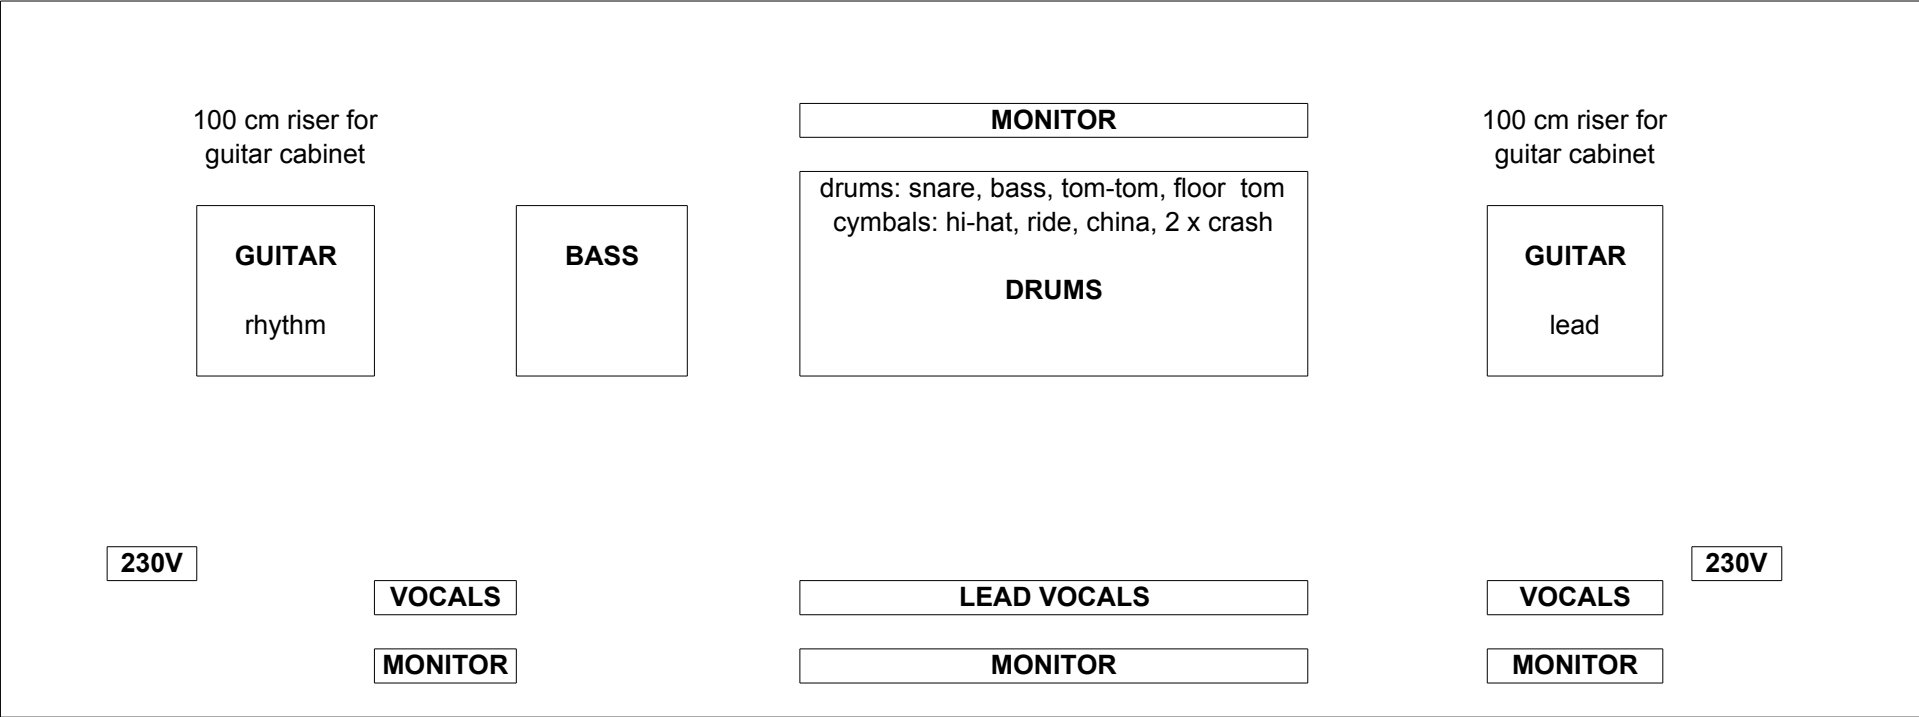 100 cm riser for
guitar cabinet
MONITOR
100 cm riser for
guitar cabinet
drums: snare, bass, tom-tom, floor  tom
cymbals: hi-hat, ride, china, 2 x crash
GUITAR
rhythm
BASS
DRUMS
GUITAR
lead
230V
230V
VOCALS
LEAD VOCALS
VOCALS
MONITOR
MONITOR
MONITOR